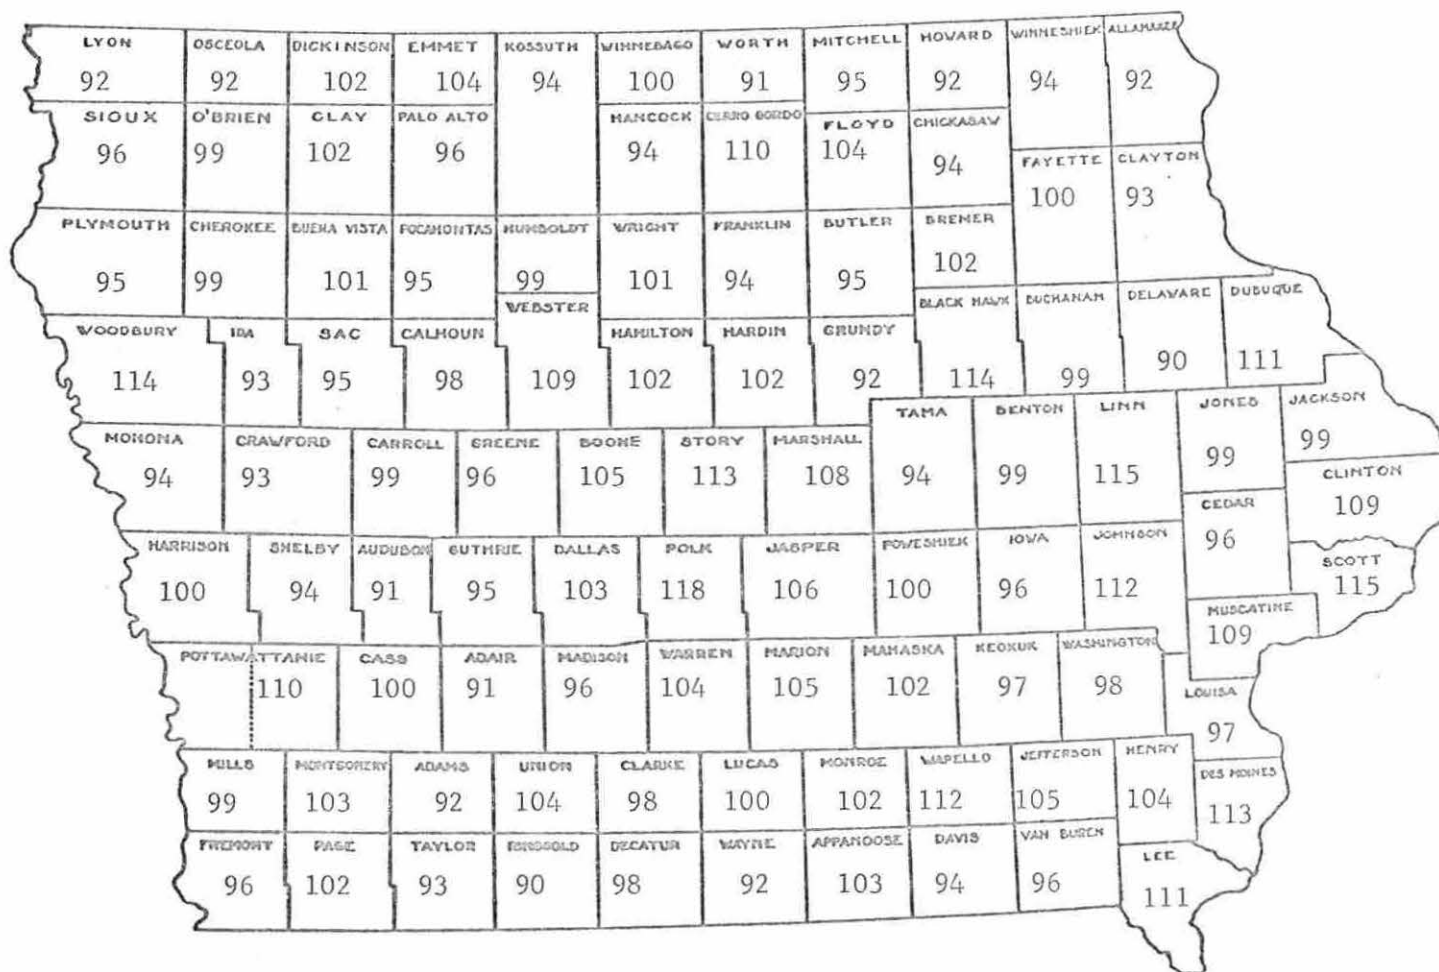 LYON OSCEOLA DICKINSON EMMET KOSSUTH WINNEBAGO WORTH MITCHELL HOWARD WINNESHIEK ALLAMAKEE
92 92 102 104 94 100 91 95 92 94 92
SIOUX O'BRIEN CLAY PALO ALTO HANCOCK CERRO GORDO FLOYD CHICKASAW
96 99 102 96 94 110 104 94
FAYETTE CLAYTON
100 93
PLYMOUTH CHEROKEE BUENA VISTA POCAHONTAS HUMBOLDT WRIGHT FRANKLIN BUTLER BREMER
95 99 101 95 99 101 94 95 102
WOODBURY IDA SAC CALHOUN WEBSTER HAMILTON HARDIN GRUNDY BLACK HAWK BUCHANAN DELAWARE DUBUQUE
114 93 95 98 109 102 102 92 114 99 90 111
MONONA CRAWFORD CARROLL GREENE BOONE STORY MARSHALL TAMA BENTON LINN JONES JACKSON
94 93 99 96 105 113 108 94 99 115 99 99
CLINTON
109
CEDAR
96
HARRISON SHELBY AUDUBON GUTHRIE DALLAS POLK JASPER POWESHIEK IOWA JOHNSON SCOTT
100 94 91 95 103 118 106 100 96 112 115
MUSCATINE
109
POTTAWATTAMIE CASS ADAIR MADISON WARREN MARION MAHASKA KEOKUK WASHINGTON LOUISA
110 100 91 96 104 105 102 97 98 97
MILLS MONTGOMERY ADAMS UNION CLARKE LUCAS MONROE WAPELLO JEFFERSON HENRY DES MOINES
99 103 92 104 98 100 102 112 105 104 113
FREMONT PAGE TAYLOR RINGGOLD DECATUR WAYNE APPANOOSE DAVIS VAN BUREN LEE
96 102 93 90 98 92 103 94 96 111